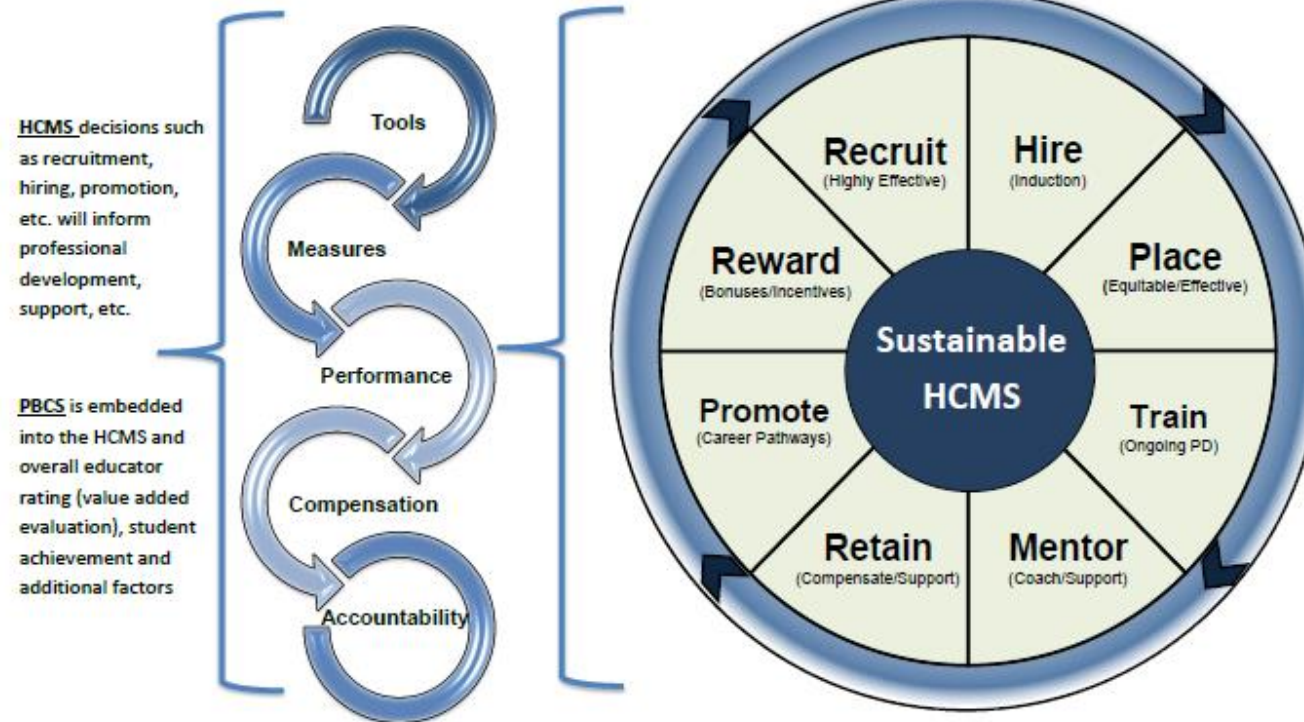 HCMS decisions such
as recruitment,
hiring, promotion,
etc. will inform
professional
development,
support, etc.
PBCS is embedded
into the HCMS and
overall educator
rating (value added
evaluation), student
achievement and
additional factors
Tools
Measures
Performance
Compensation
Accountability
Recruit
(Highly Effective)
Hire
(Induction)
Place
(Equitable/Effective)
Train
(Ongoing PD)
Mentor
(Coach/Support)
Retain
(Compensate/Support)
Promote
(Career Pathways)
Reward
(Bonuses/Incentives)
Sustainable
HCMS